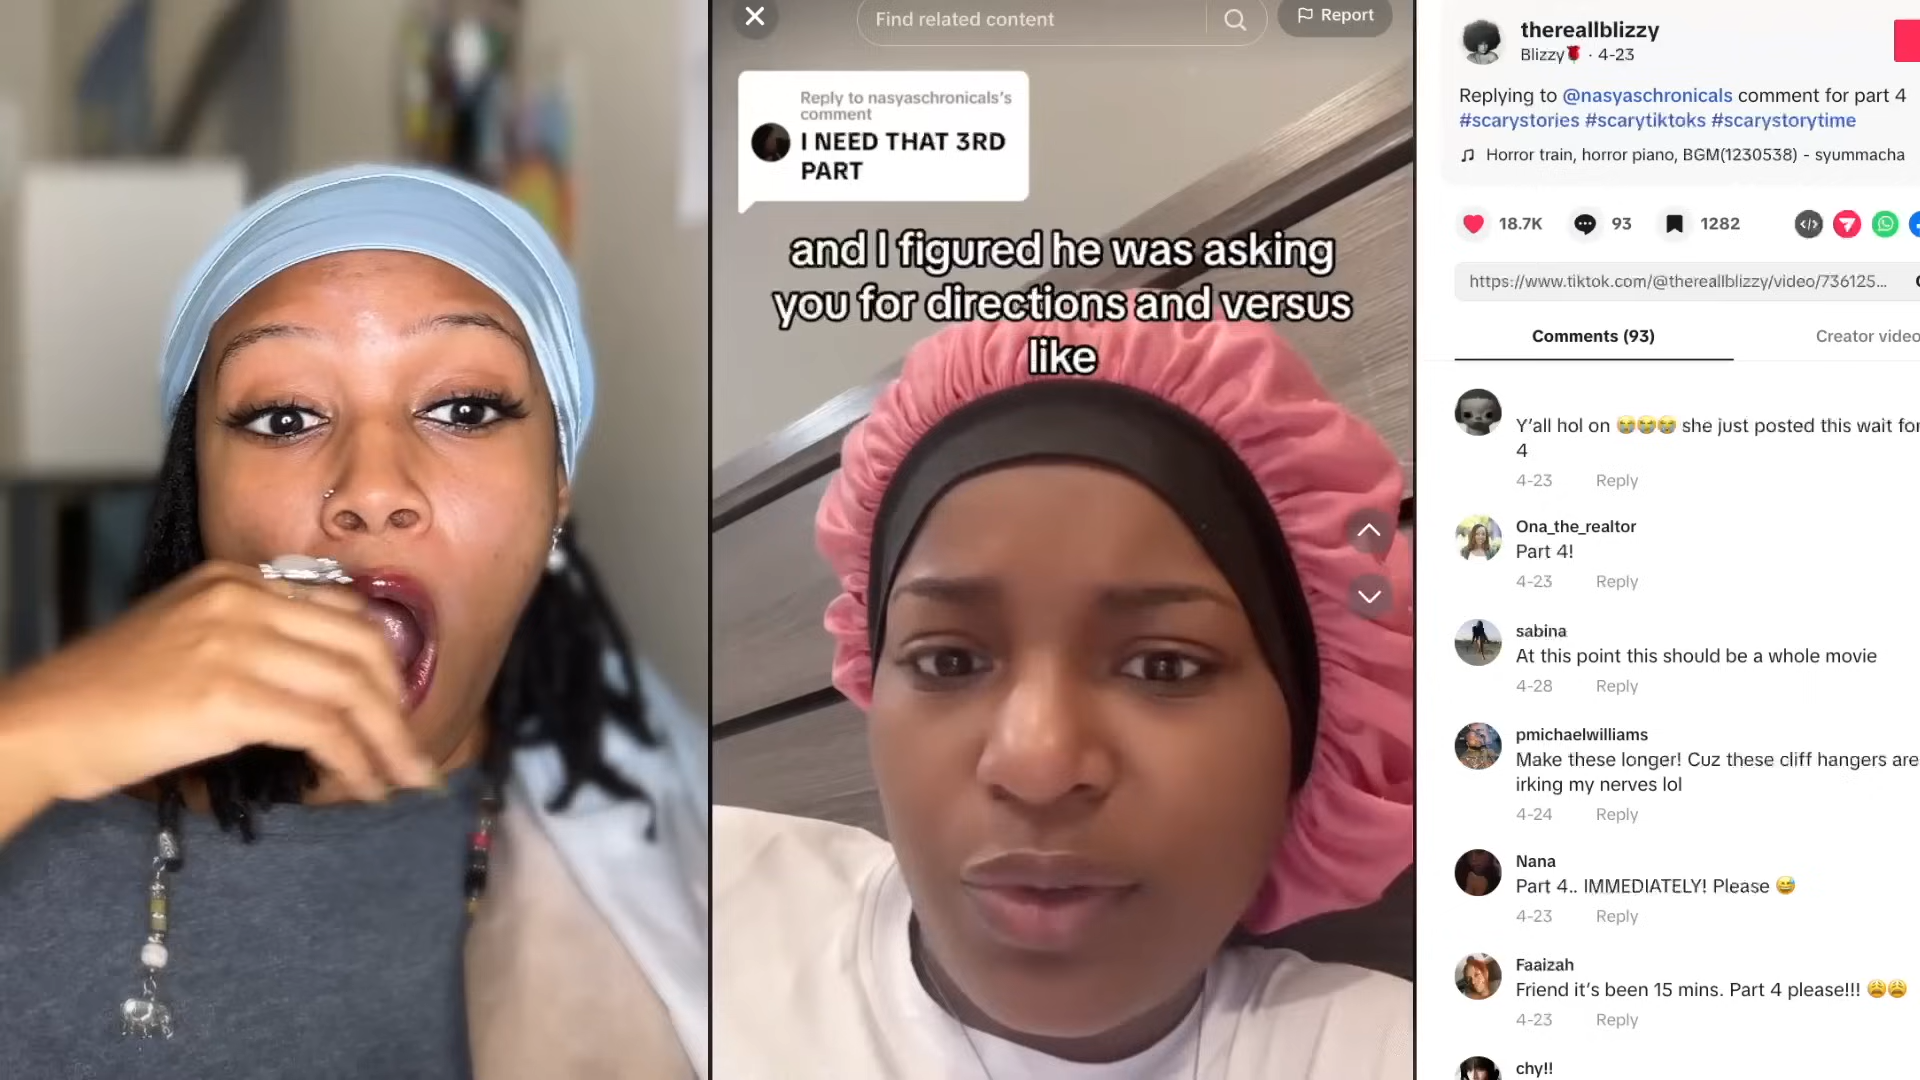 Find related content
Report
Reply to nasyaschronicals's
comment
I NEED THAT 3RD
PART
and I figured he was asking
you for directions and versus
like
thereallblizzy
Blizzy🌹 · 4-23
Replying to @nasyaschronicals comment for part 4
#scarystories #scarytiktoks #scarystorytime
Horror train, horror piano, BGM(1230538) - syummacha
18.7K
93
1282
https://www.tiktok.com/@thereallblizzy/video/736125...
Comments (93)
Creator video
Y'all hol on 😭😭😭 she just posted this wait for
4
4-23 Reply
Ona_the_realtor
Part 4!
4-23 Reply
sabina
At this point this should be a whole movie
4-28 Reply
pmichaelwilliams
Make these longer! Cuz these cliff hangers are
irking my nerves lol
4-24 Reply
Nana
Part 4.. IMMEDIATELY! Please 😅
4-23 Reply
Faaizah
Friend it's been 15 mins. Part 4 please!!! 😩😩
4-23 Reply
chy!!